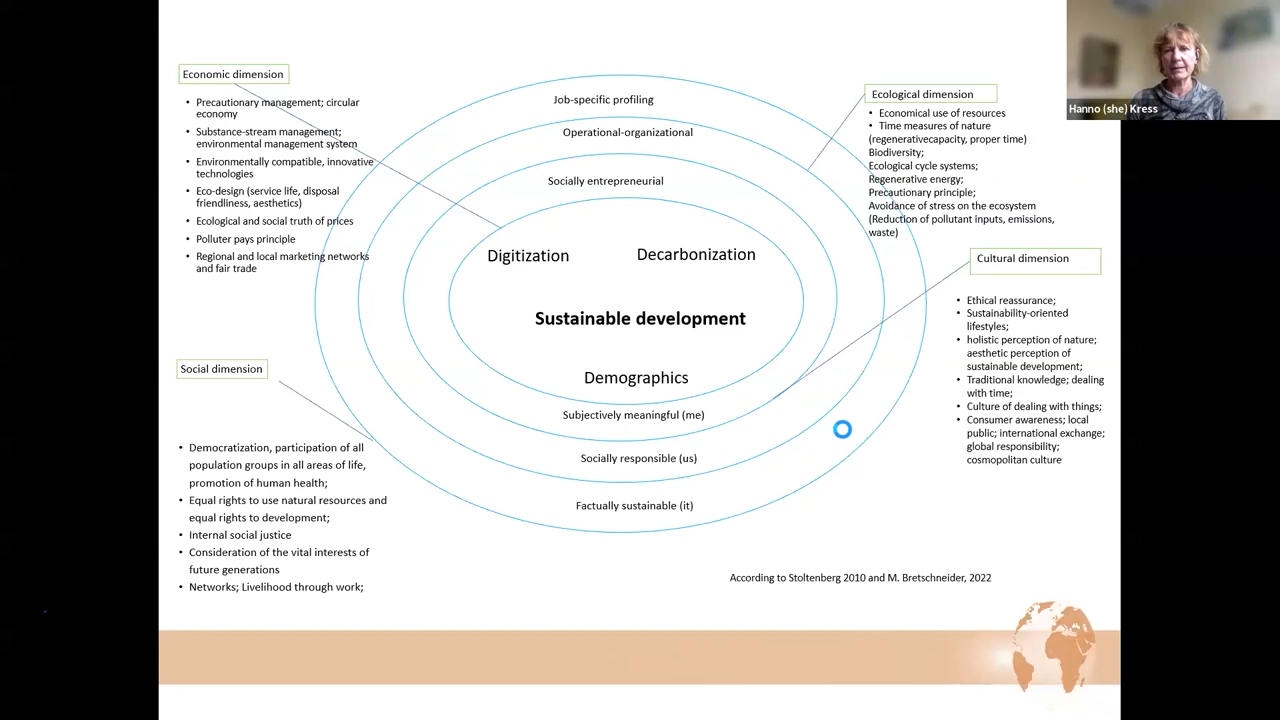 Hanno (she) Kress
Economic dimension
• Precautionary management; circular
economy
• Substance-stream management;
environmental management system
• Environmentally compatible, innovative
technologies
• Eco-design (service life, disposal
friendliness, aesthetics)
• Ecological and social truth of prices
• Polluter pays principle
• Regional and local marketing networks
and fair trade
Social dimension
• Democratization, participation of all
population groups in all areas of life,
promotion of human health;
• Equal rights to use natural resources and
equal rights to development;
• Internal social justice
• Consideration of the vital interests of
future generations
• Networks; Livelihood through work;
Job-specific profiling
Operational-organizational
Socially entrepreneurial
Digitization
Decarbonization
Sustainable development
Demographics
Subjectively meaningful (me)
Socially responsible (us)
Factually sustainable (it)
Ecological dimension
• Economical use of resources
• Time measures of nature
(regenerativecapacity, proper time)
Biodiversity;
Ecological cycle systems;
Regenerative energy;
Precautionary principle;
Avoidance of stress on the ecosystem
(Reduction of pollutant inputs, emissions,
waste)
Cultural dimension
• Ethical reassurance;
• Sustainability-oriented
lifestyles;
• holistic perception of nature;
aesthetic perception of
sustainable development;
• Traditional knowledge; dealing
with time;
• Culture of dealing with things;
• Consumer awareness; local
public; international exchange;
global responsibility;
cosmopolitan culture
According to Stoltenberg 2010 and M. Bretschneider, 2022